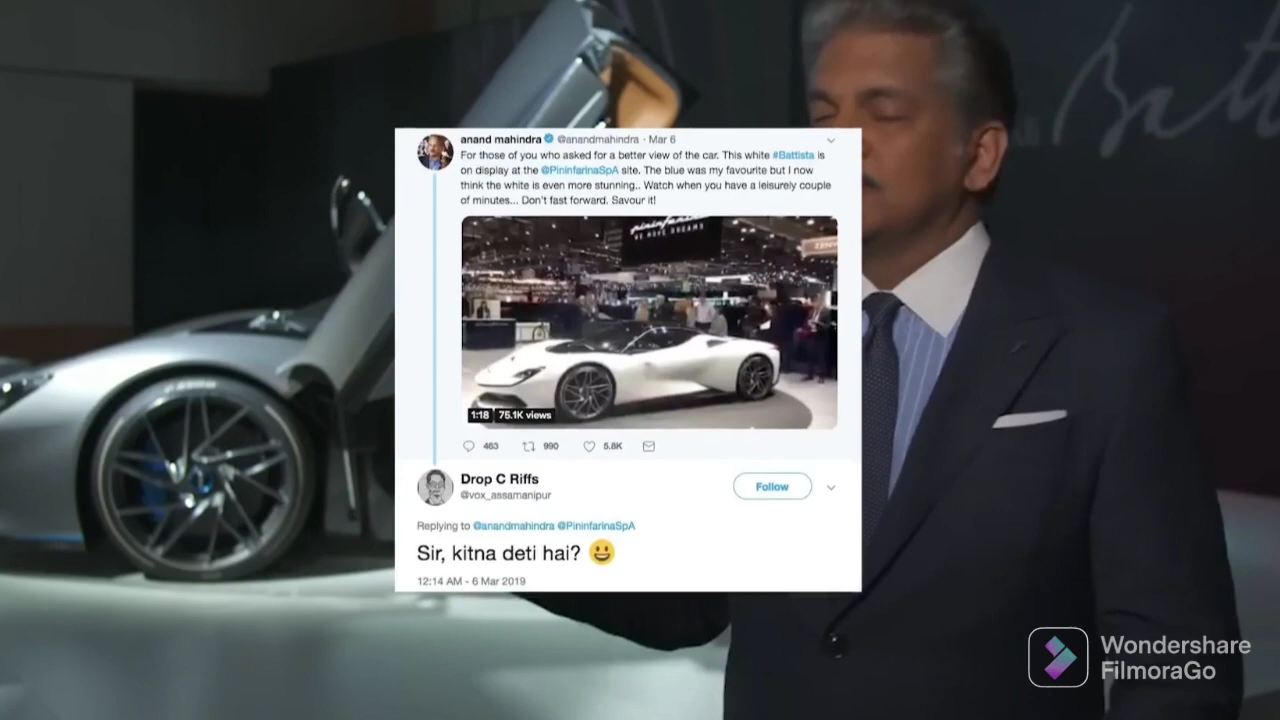 Batt
anand mahindra @anandmahindra · Mar 6
For those of you who asked for a better view of the car. This white #Battista is
on display at the @PininfarinaSpA site. The blue was my favourite but I now
think the white is even more stunning.. Watch when you have a leisurely couple
of minutes... Don't fast forward. Savour it!
pininfarina
WE MOVE DREAMS
1:18 75.1K views
463 990 5.8K
Drop C Riffs
@vox_assamanipur
Follow
Replying to @anandmahindra @PininfarinaSpA
Sir, kitna deti hai? 😀
12:14 AM - 6 Mar 2019
Wondershare
FilmoraGo